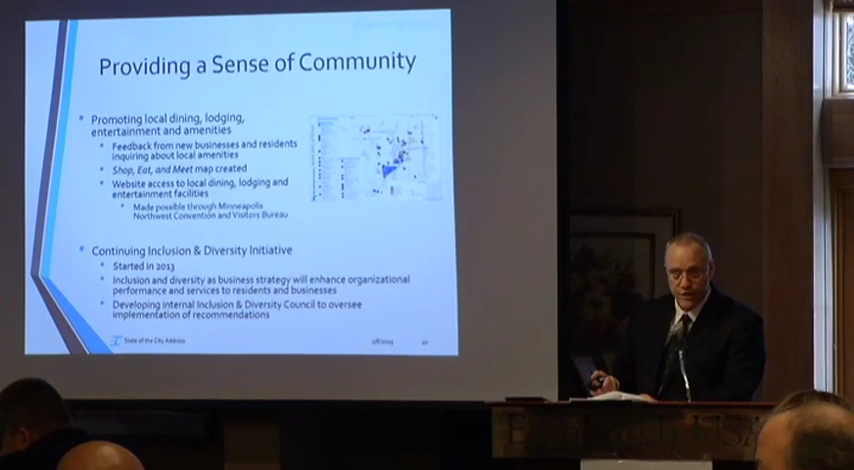 Providing a Sense of Community
Promoting local dining, lodging,
entertainment and amenities
Feedback from new businesses and residents
inquiring about local amenities
Shop, Eat, and Meet map created
Website access to local dining, lodging and
entertainment facilities
Made possible through Minneapolis
Northwest Convention and Visitors Bureau
Continuing Inclusion & Diversity Initiative
Started in 2013
Inclusion and diversity as business strategy will enhance organizational
performance and services to residents and businesses
Developing internal Inclusion & Diversity Council to oversee
implementation of recommendations
State of the City Address